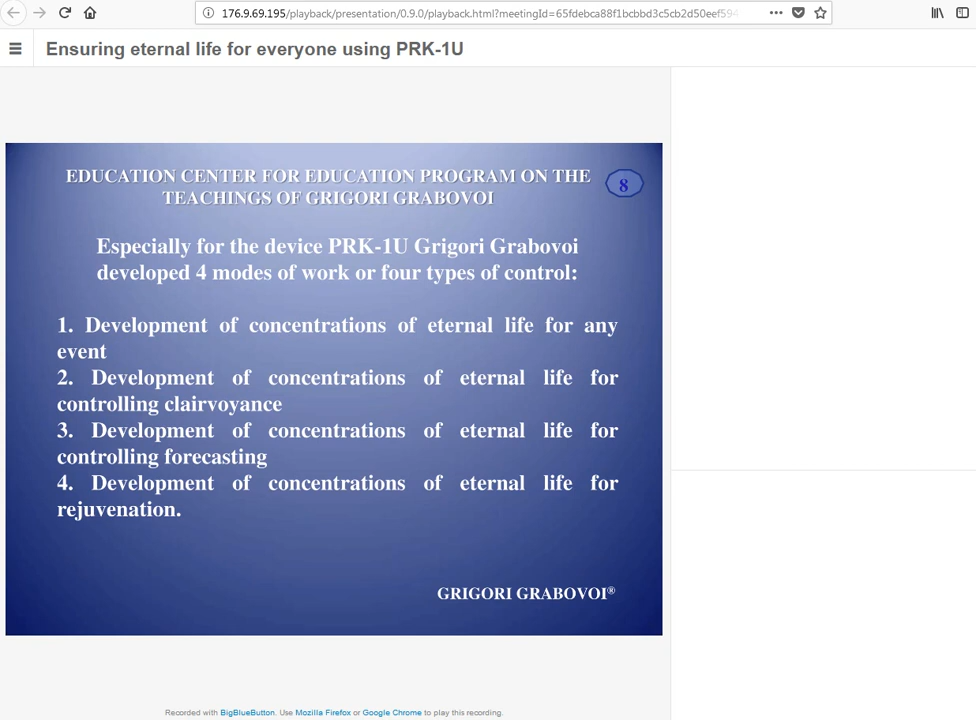 176.9.69.195/playback/presentation/0.9.0/playback.html?meetingId=65fdebca88f1bcbbd3c5cb2d50eef594
Ensuring eternal life for everyone using PRK-1U
EDUCATION CENTER FOR EDUCATION PROGRAM ON THE
TEACHINGS OF GRIGORI GRABOVOI
8
Especially for the device PRK-1U Grigori Grabovoi
developed 4 modes of work or four types of control:
1. Development of concentrations of eternal life for any
event
2. Development of concentrations of eternal life for
controlling clairvoyance
3. Development of concentrations of eternal life for
controlling forecasting
4. Development of concentrations of eternal life for
rejuvenation.
GRIGORI GRABOVOI®
Recorded with BigBlueButton. Use Mozilla Firefox or Google Chrome to play this recording.